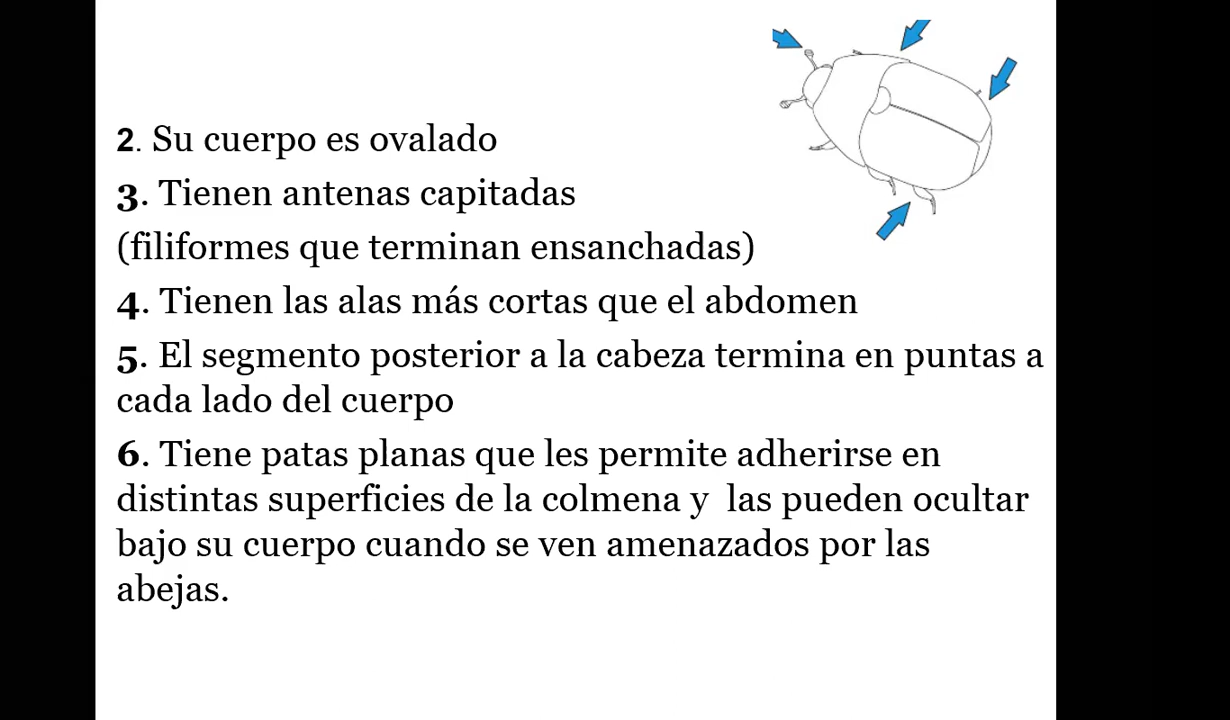 2. Su cuerpo es ovalado
3. Tienen antenas capitadas
(filiformes que terminan ensanchadas)
4. Tienen las alas más cortas que el abdomen
5. El segmento posterior a la cabeza termina en puntas a
cada lado del cuerpo
6. Tiene patas planas que les permite adherirse en
distintas superficies de la colmena y  las pueden ocultar
bajo su cuerpo cuando se ven amenazados por las
abejas.